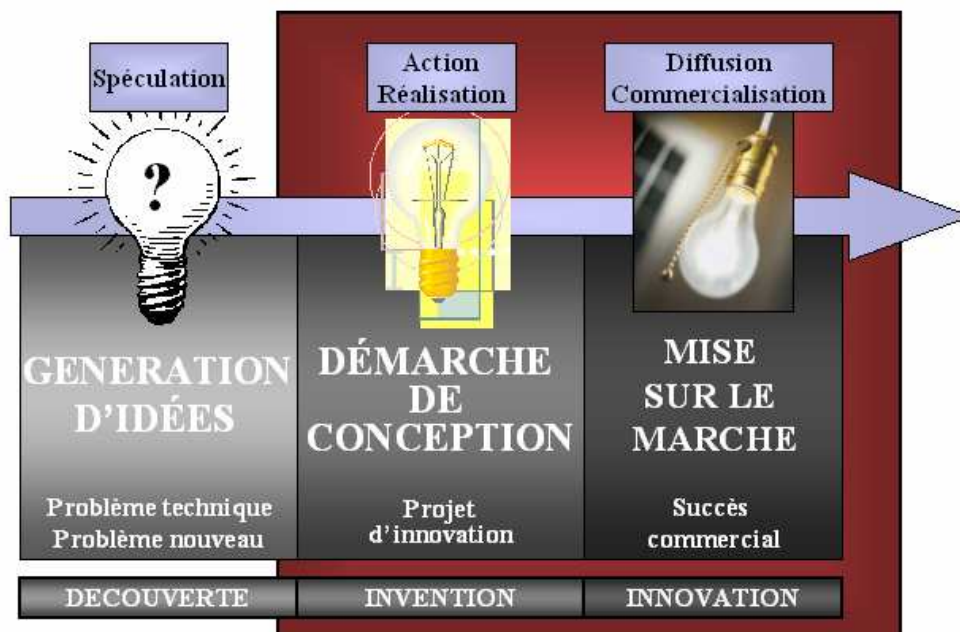 Spéculation
Action
Réalisation
Diffusion
Commercialisation
?
GENERATION
D'IDÉES
DÉMARCHE
DE
CONCEPTION
MISE
SUR LE
MARCHE
Problème technique
Problème nouveau
Projet
d'innovation
Succès
commercial
DECOUVERTE
INVENTION
INNOVATION